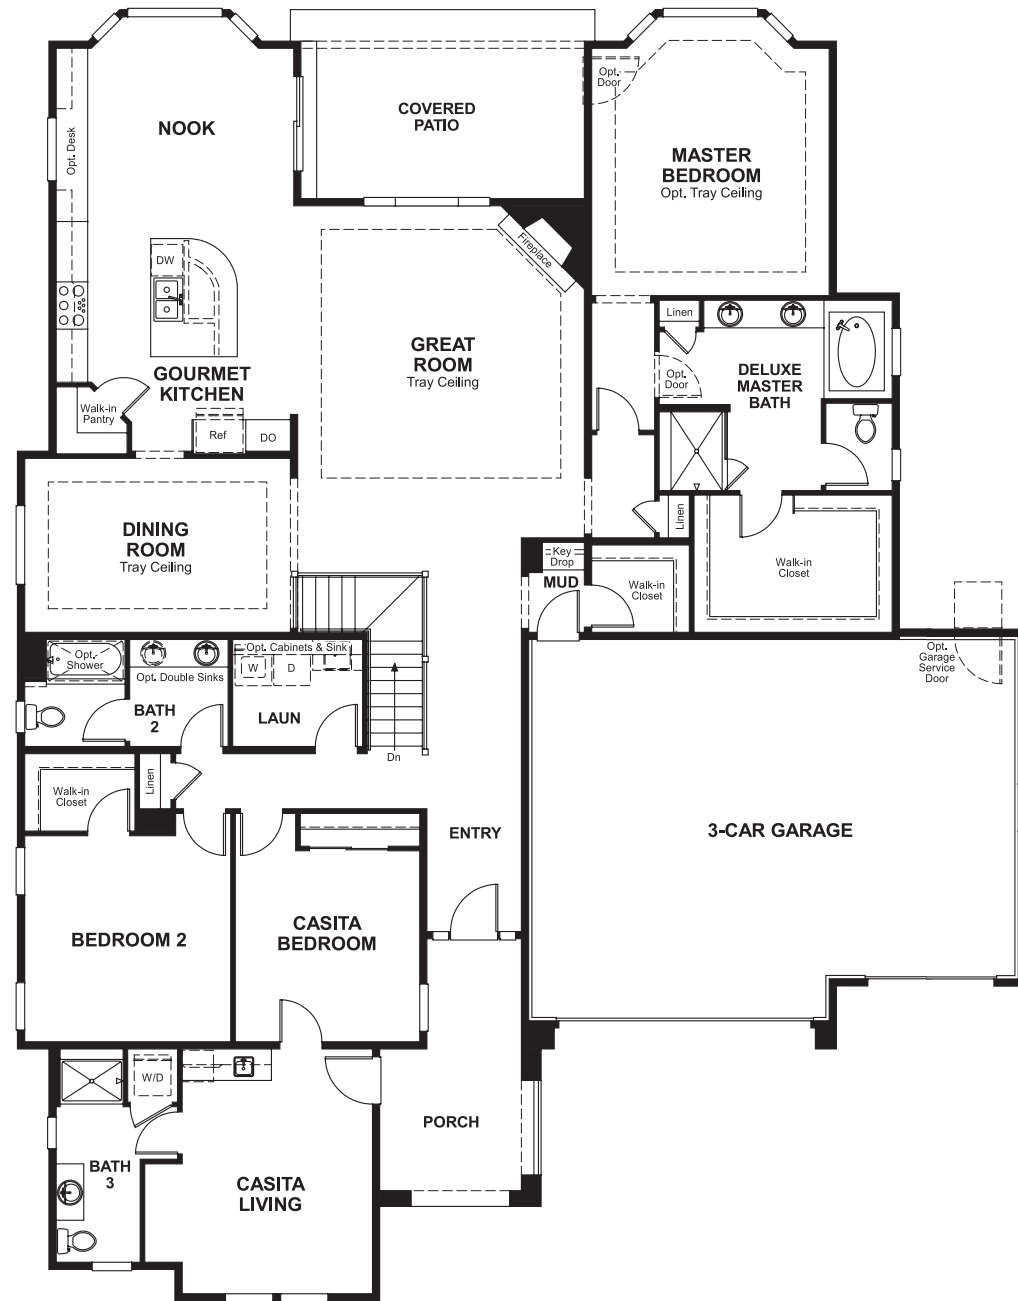 NOOK
COVERED
PATIO
Opt.
Door
MASTER
BEDROOM
Opt. Tray Ceiling
Opt. Desk
DW
Fireplace
GREAT
ROOM
Tray Ceiling
GOURMET
KITCHEN
Walk-in
Pantry
Ref
DO
Linen
Opt.
Door
DELUXE
MASTER
BATH
DINING
ROOM
Tray Ceiling
Linen
Key
Drop
MUD
Walk-in
Closet
Walk-in
Closet
Opt.
Shower
Opt. Double Sinks
BATH
2
Opt. Cabinets & Sink
W
D
LAUN
Dn
Opt.
Garage
Service
Door
Walk-in
Closet
Linen
ENTRY
3-CAR GARAGE
BEDROOM 2
CASITA
BEDROOM
W/D
BATH
3
CASITA
LIVING
PORCH